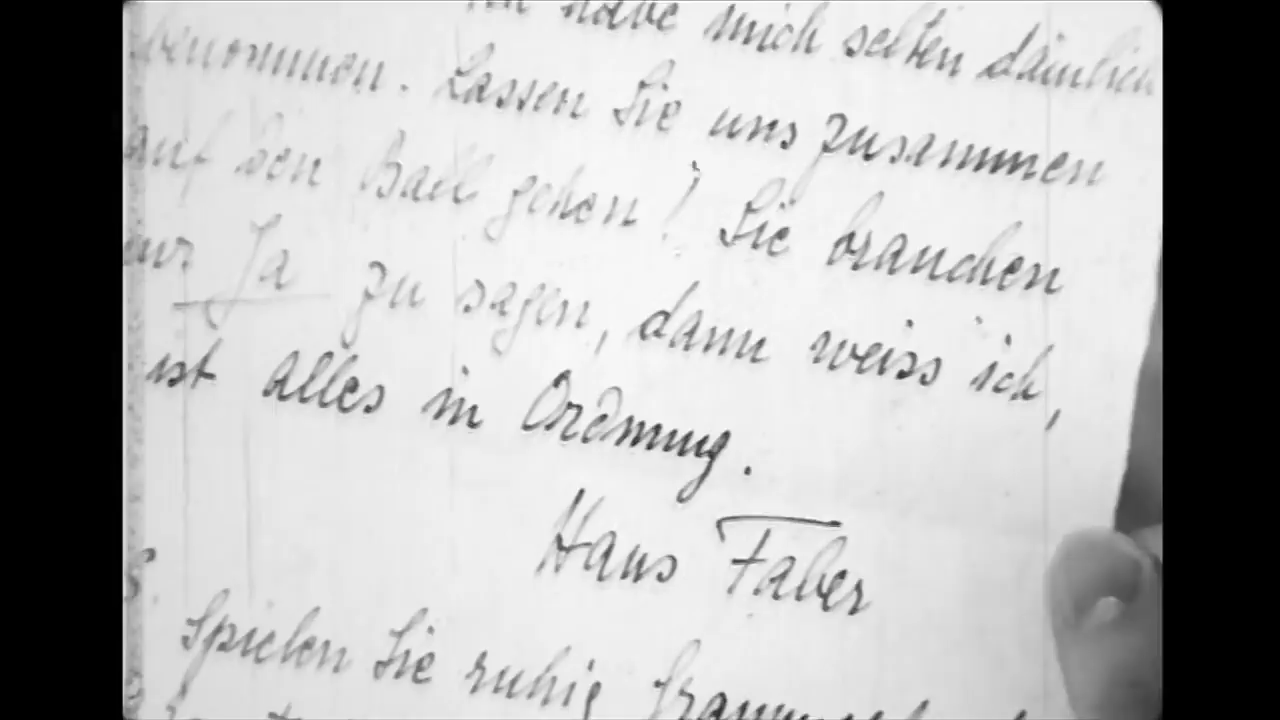 habe mich selten dämlich
benommen. Lassen Sie uns zusammen
auf den Ball gehen! Sie brauchen
nur Ja zu sagen, dann weiss ich,
ist alles in Ordnung.
Hans Faber
S.
Spielen Sie ruhig